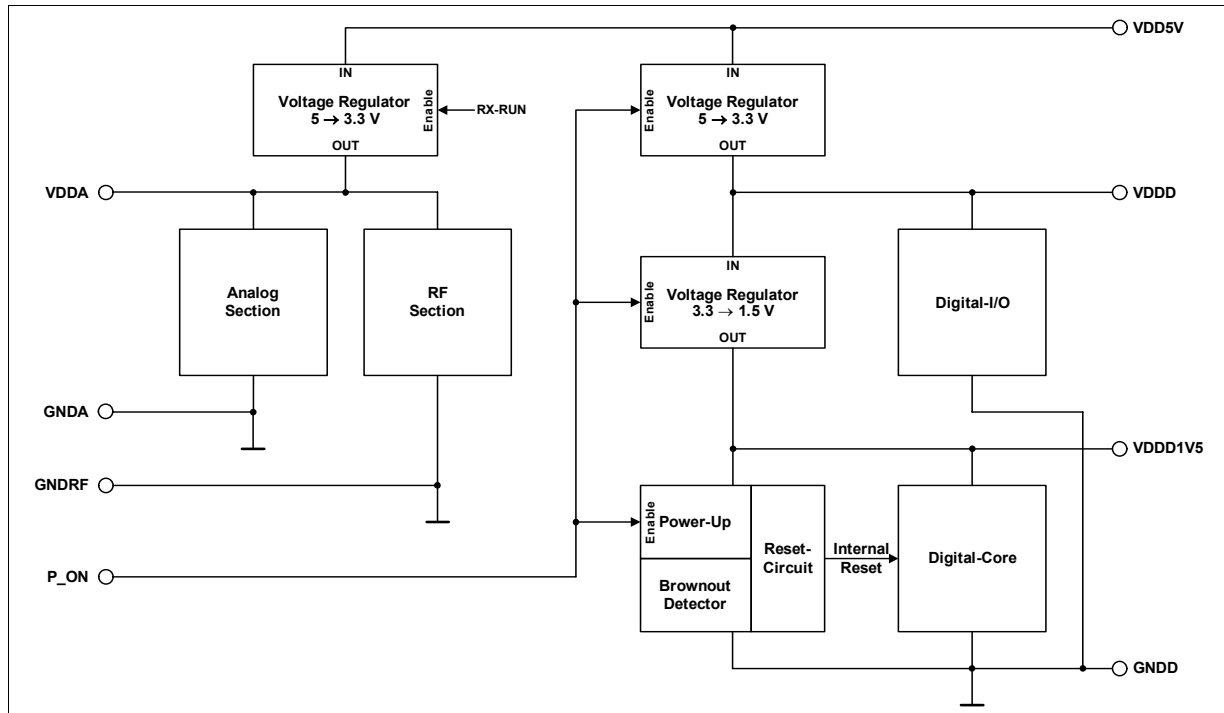 VDD5V
IN
Voltage Regulator
5 → 3.3 V
Enable
OUT
RX-RUN
IN
Enable
Voltage Regulator
5 → 3.3 V
OUT
VDDA
VDDD
Analog
Section
RF
Section
IN
Enable
Voltage Regulator
3.3 → 1.5 V
OUT
Digital-I/O
GNDA
VDDD1V5
GNDRF
Enable
Power-Up
Brownout
Detector
Reset-
Circuit
Internal
Reset
Digital-Core
P_ON
GNDD